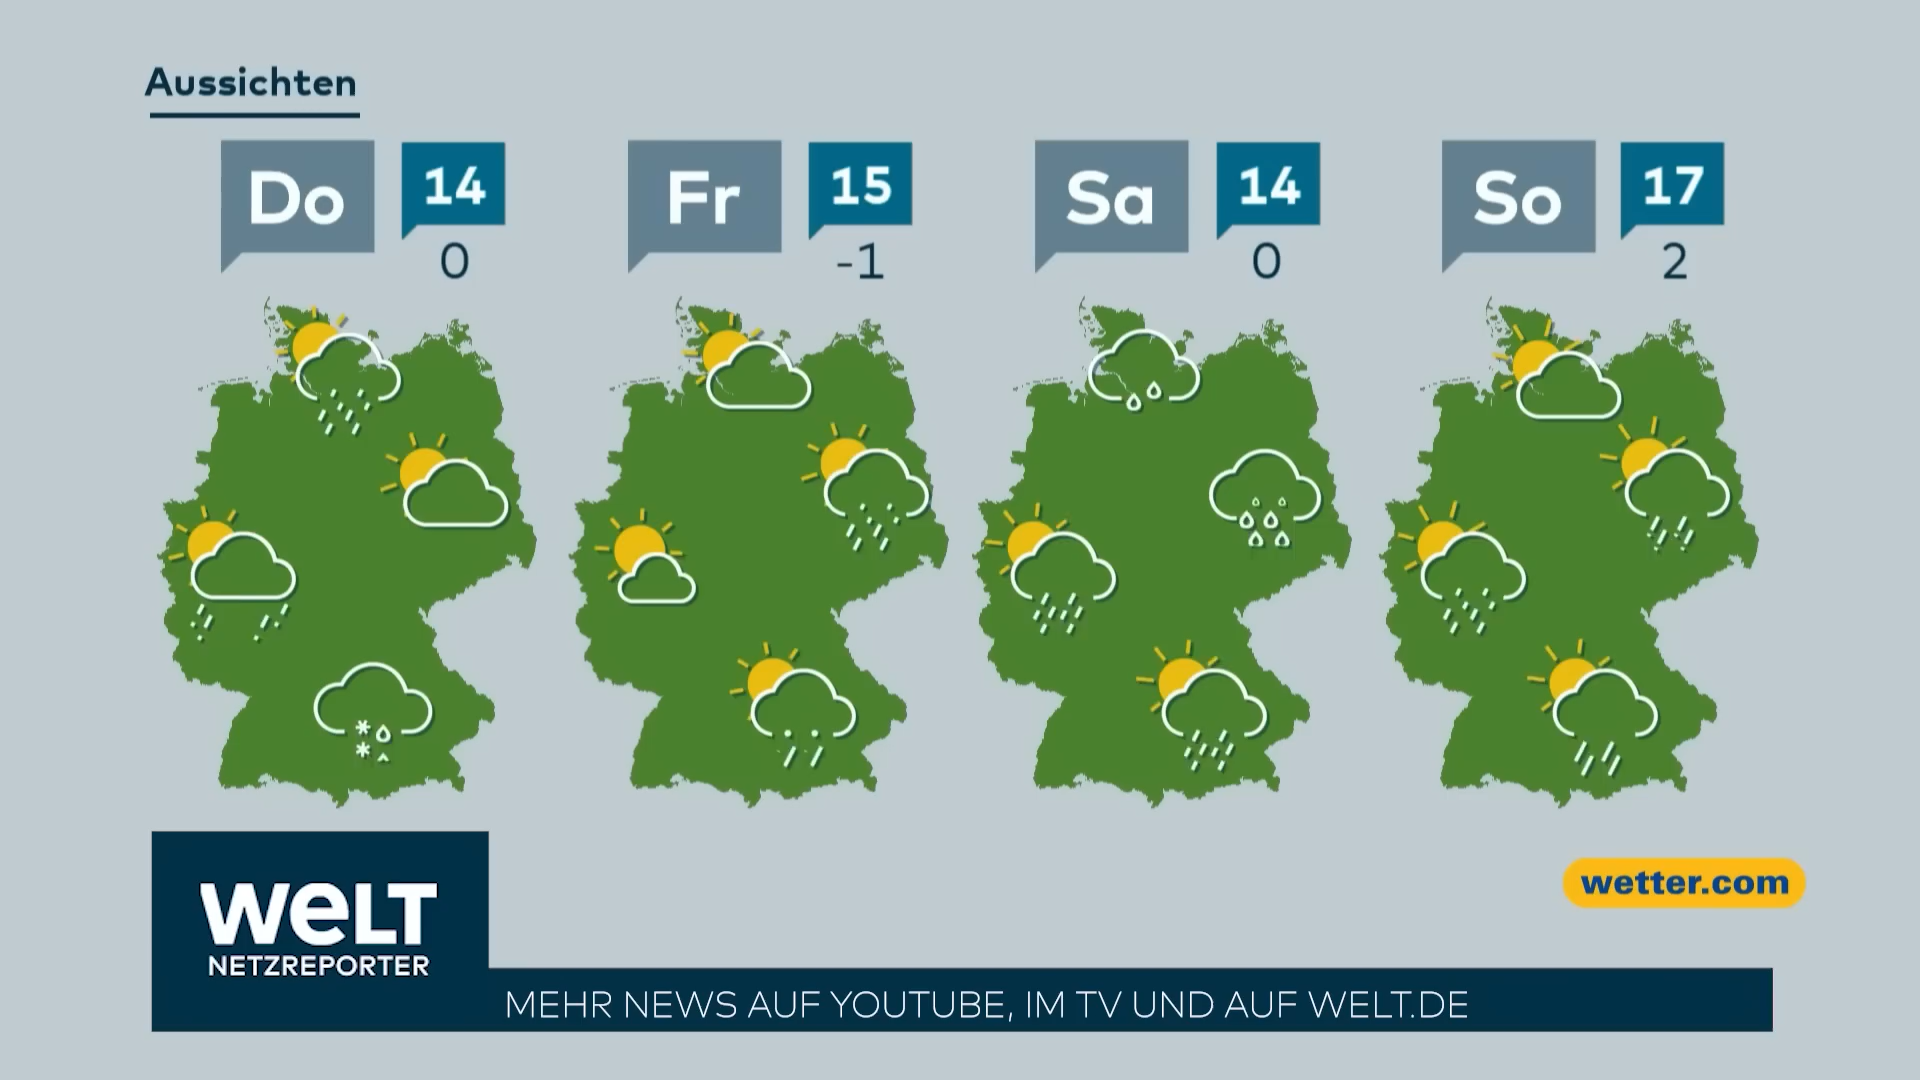 Aussichten
Do 14 0
Fr 15 -1
Sa 14 0
So 17 2
wetter.com
WELT
NETZREPORTER
MEHR NEWS AUF YOUTUBE, IM TV UND AUF WELT.DE